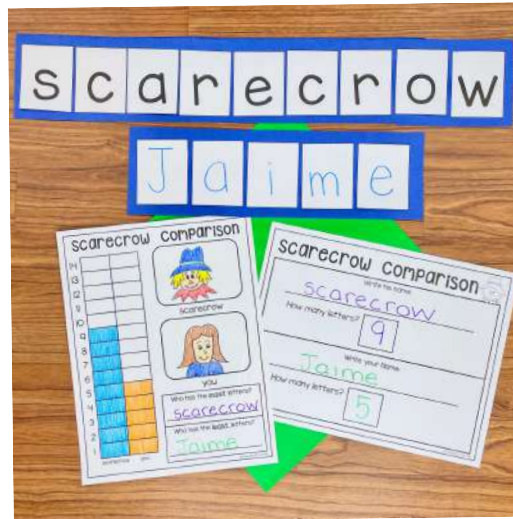 scarecrow
Jaime
Scarecrow Comparison
14
13
12
11
10
9
8
7
6
5
4
3
2
1
scarecrow
you
scarecrow
you
Who has the most letters?
scarecrow
Who has the least letters?
Jaime
Scarecrow Comparison
Write his name.
scarecrow
How many letters?
9
Write your name.
Jaime
How many letters?
5